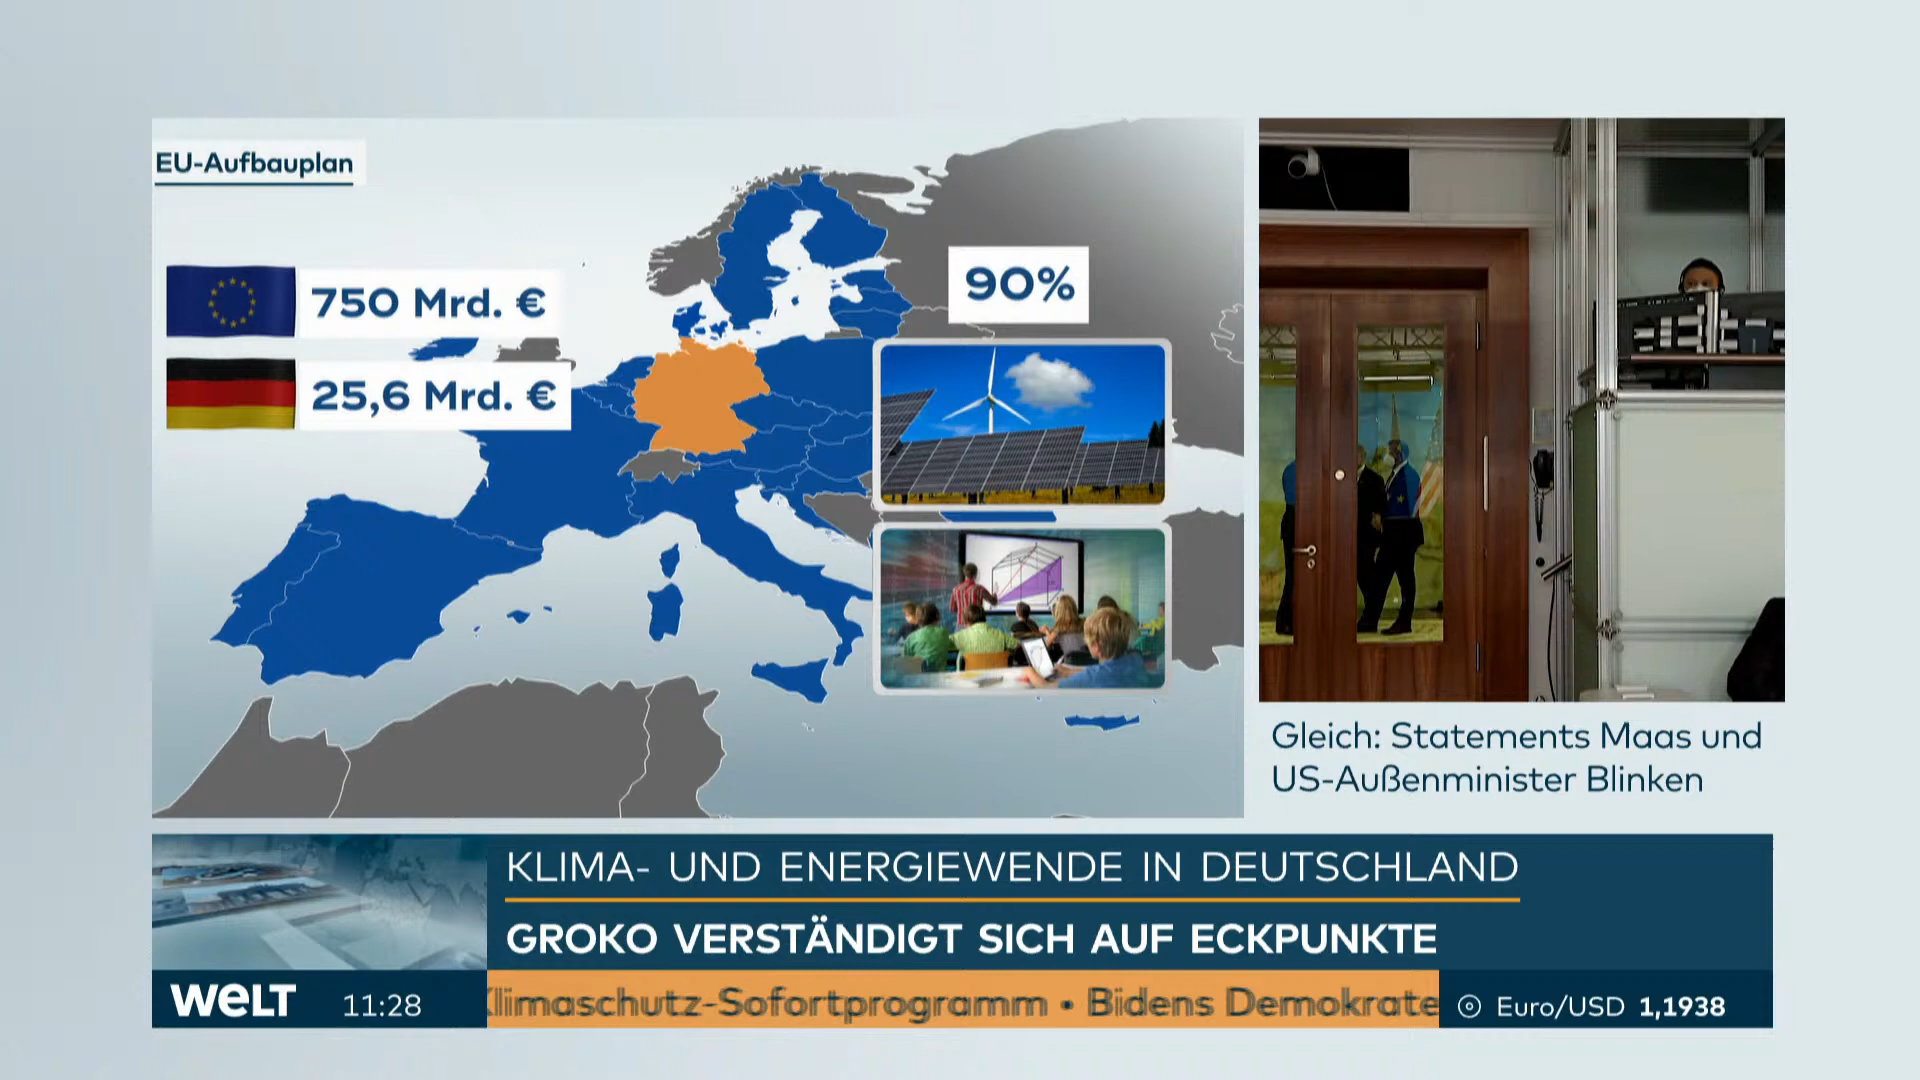 EU-Aufbauplan
750 Mrd. €
25,6 Mrd. €
90%
Gleich: Statements Maas und
US-Außenminister Blinken
KLIMA- UND ENERGIEWENDE IN DEUTSCHLAND
GROKO VERSTÄNDIGT SICH AUF ECKPUNKTE
WELT 11:28
Klimaschutz-Sofortprogramm • Bidens Demokrate
Euro/USD 1,1938